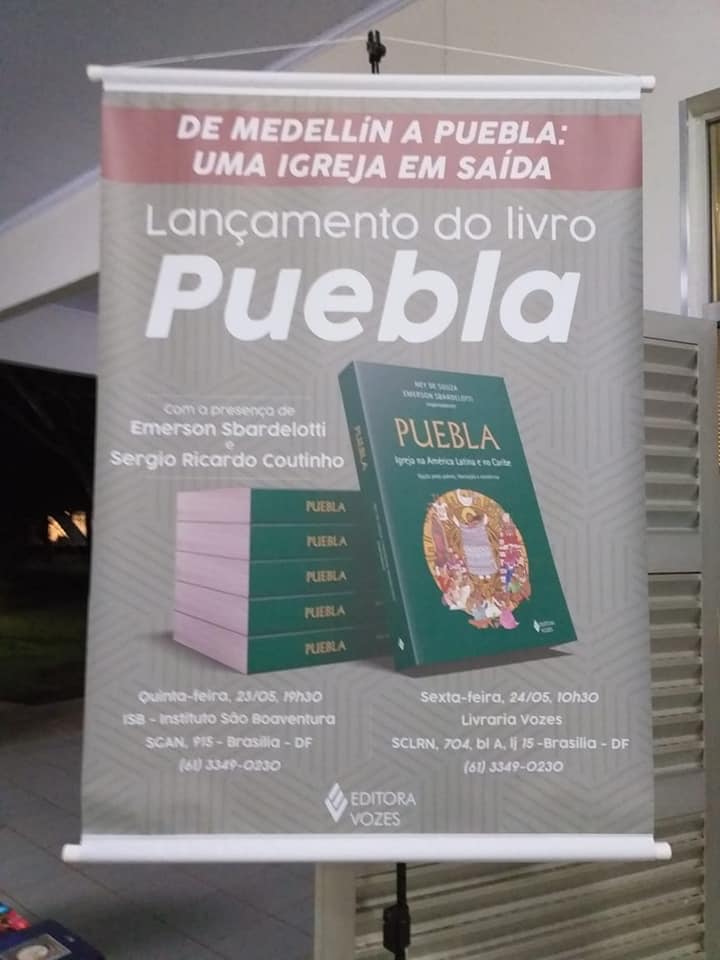 DE MEDELLÍN A PUEBLA:
UMA IGREJA EM SAÍDA
Lançamento do livro
Puebla
Com a presença de
Emerson Sbardelotti
e
Sergio Ricardo Coutinho
NEY DE SOUZA
EMERSON SBARDELOTTI
PUEBLA
Igreja na América Latina e no Caribe
EDITORA
VOZES
PUEBLA
PUEBLA
PUEBLA
PUEBLA
PUEBLA
PUEBLA
Quinta-feira, 23/05, 19h30
ISB - Instituto São Boaventura
SGAN, 915 - Brasília - DF
(61) 3349-0230
Sexta-feira, 24/05, 10h30
Livraria Vozes
SCLRN, 704, bl A, lj 15 -Brasília - DF
(61) 3349-0230
EDITORA
VOZES